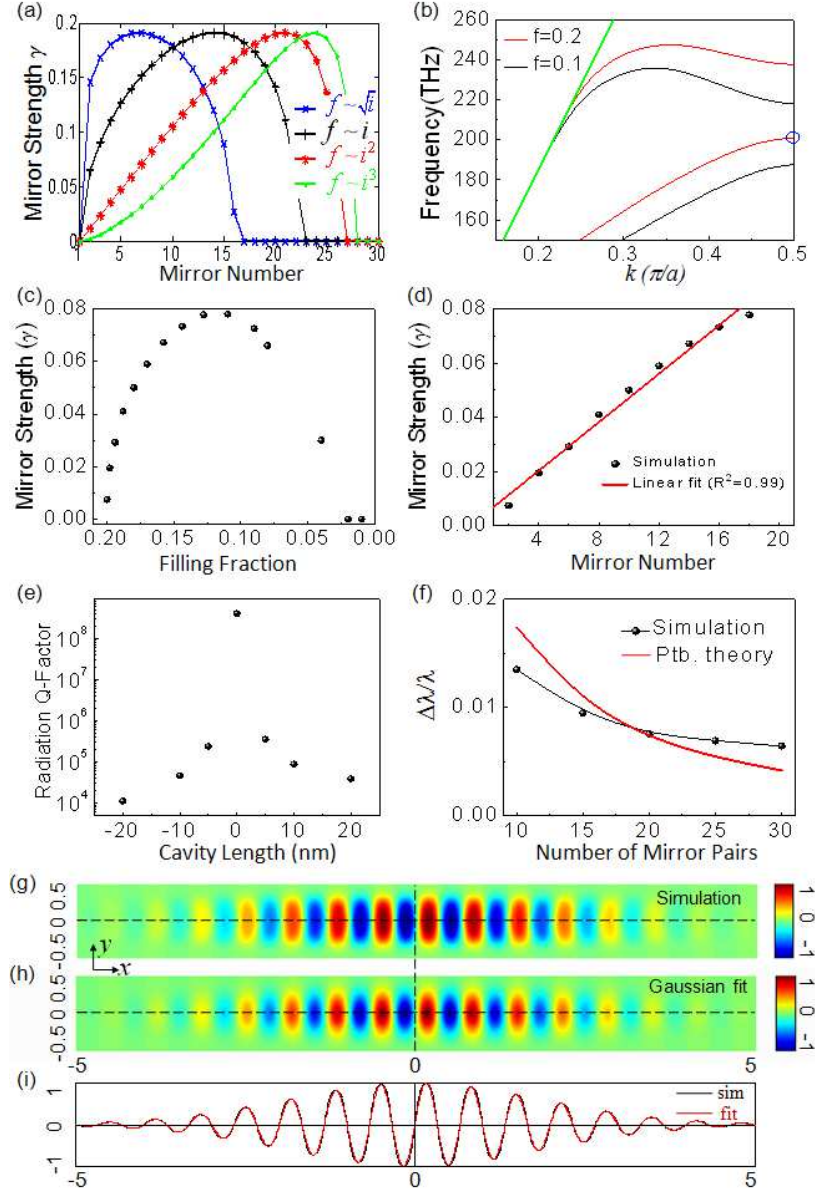 (a)
0.2
0.15
0.1
0.05
0
Mirror Strength γ
f ~√i
f ~ i
f ~ i²
f ~ i³
5 10 15 20 25 30
Mirror Number
(b)
260
240
220
200
180
160
Frequency(THz)
f=0.2
f=0.1
0.2 0.3 0.4 0.5
k (π/a)
(c)
0.08
0.06
0.04
0.02
0.00
Mirror Strength (γ)
0.20 0.15 0.10 0.05 0.00
Filling Fraction
(d)
0.08
0.06
0.04
0.02
0.00
Mirror Strength (γ)
Simulation
Linear fit (R²=0.99)
4 8 12 16 20
Mirror Number
(e)
10⁸
10⁷
10⁶
10⁵
10⁴
Radiation Q-Factor
-20 -10 0 10 20
Cavity Length (nm)
(f)
0.02
0.01
0.00
Δλ/λ
Simulation
Ptb. theory
10 15 20 25 30
Number of Mirror Pairs
(g)
-0.5 0 0.5
Simulation
y
x
-1 0 1
(h)
-0.5 0 0.5
Gaussian fit
-1 0 1
-5 0 5
(i)
1
0
-1
sim
fit
-5 0 5